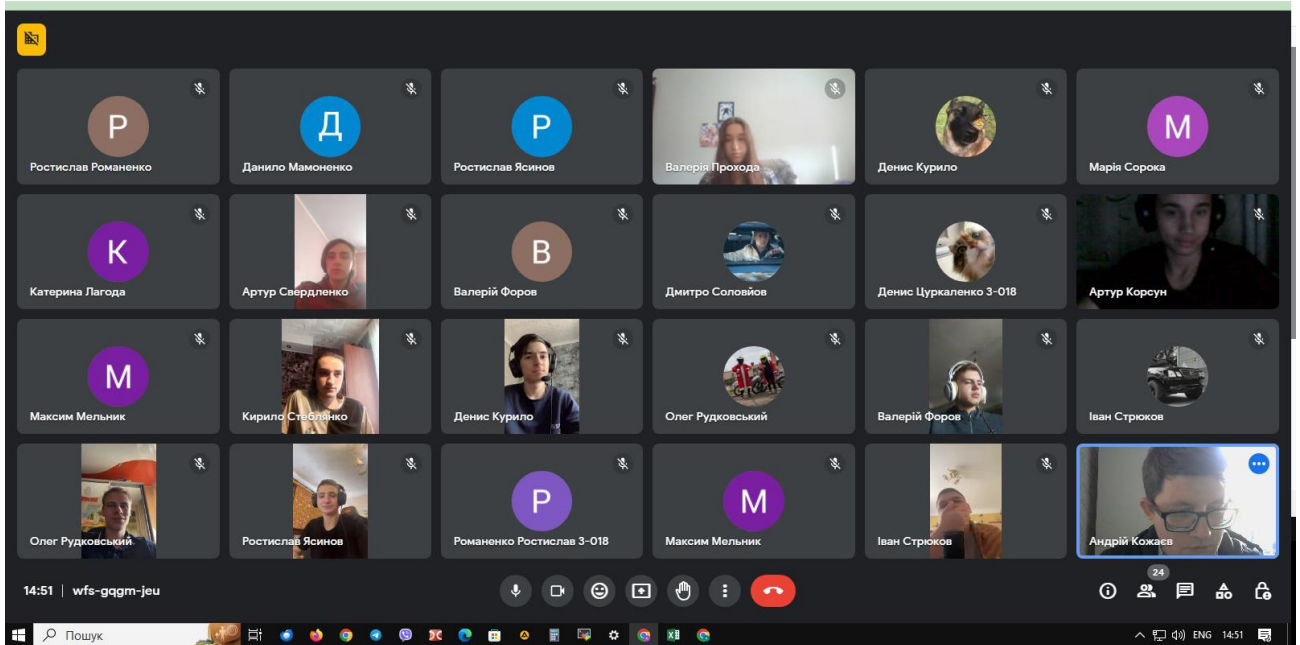 Р
Ростислав Романенко
Д
Данило Мамоненко
Р
Ростислав Ясинов
Валерія Прохода
Денис Курило
М
Марія Сорока
К
Катерина Лагода
Артур Свердленко
В
Валерій Форов
Дмитро Соловйов
Денис Цуркаленко 3-018
Артур Корсун
М
Максим Мельник
Кирило Стеблянко
Денис Курило
Олег Рудковський
Валерій Форов
Іван Стрюков
Олег Рудковський
Ростислав Ясинов
Р
Романенко Ростислав 3-018
М
Максим Мельник
Іван Стрюков
Андрій Кожаєв
14:51 | wfs-gqgm-jeu
24
Пошук
ENG 14:51